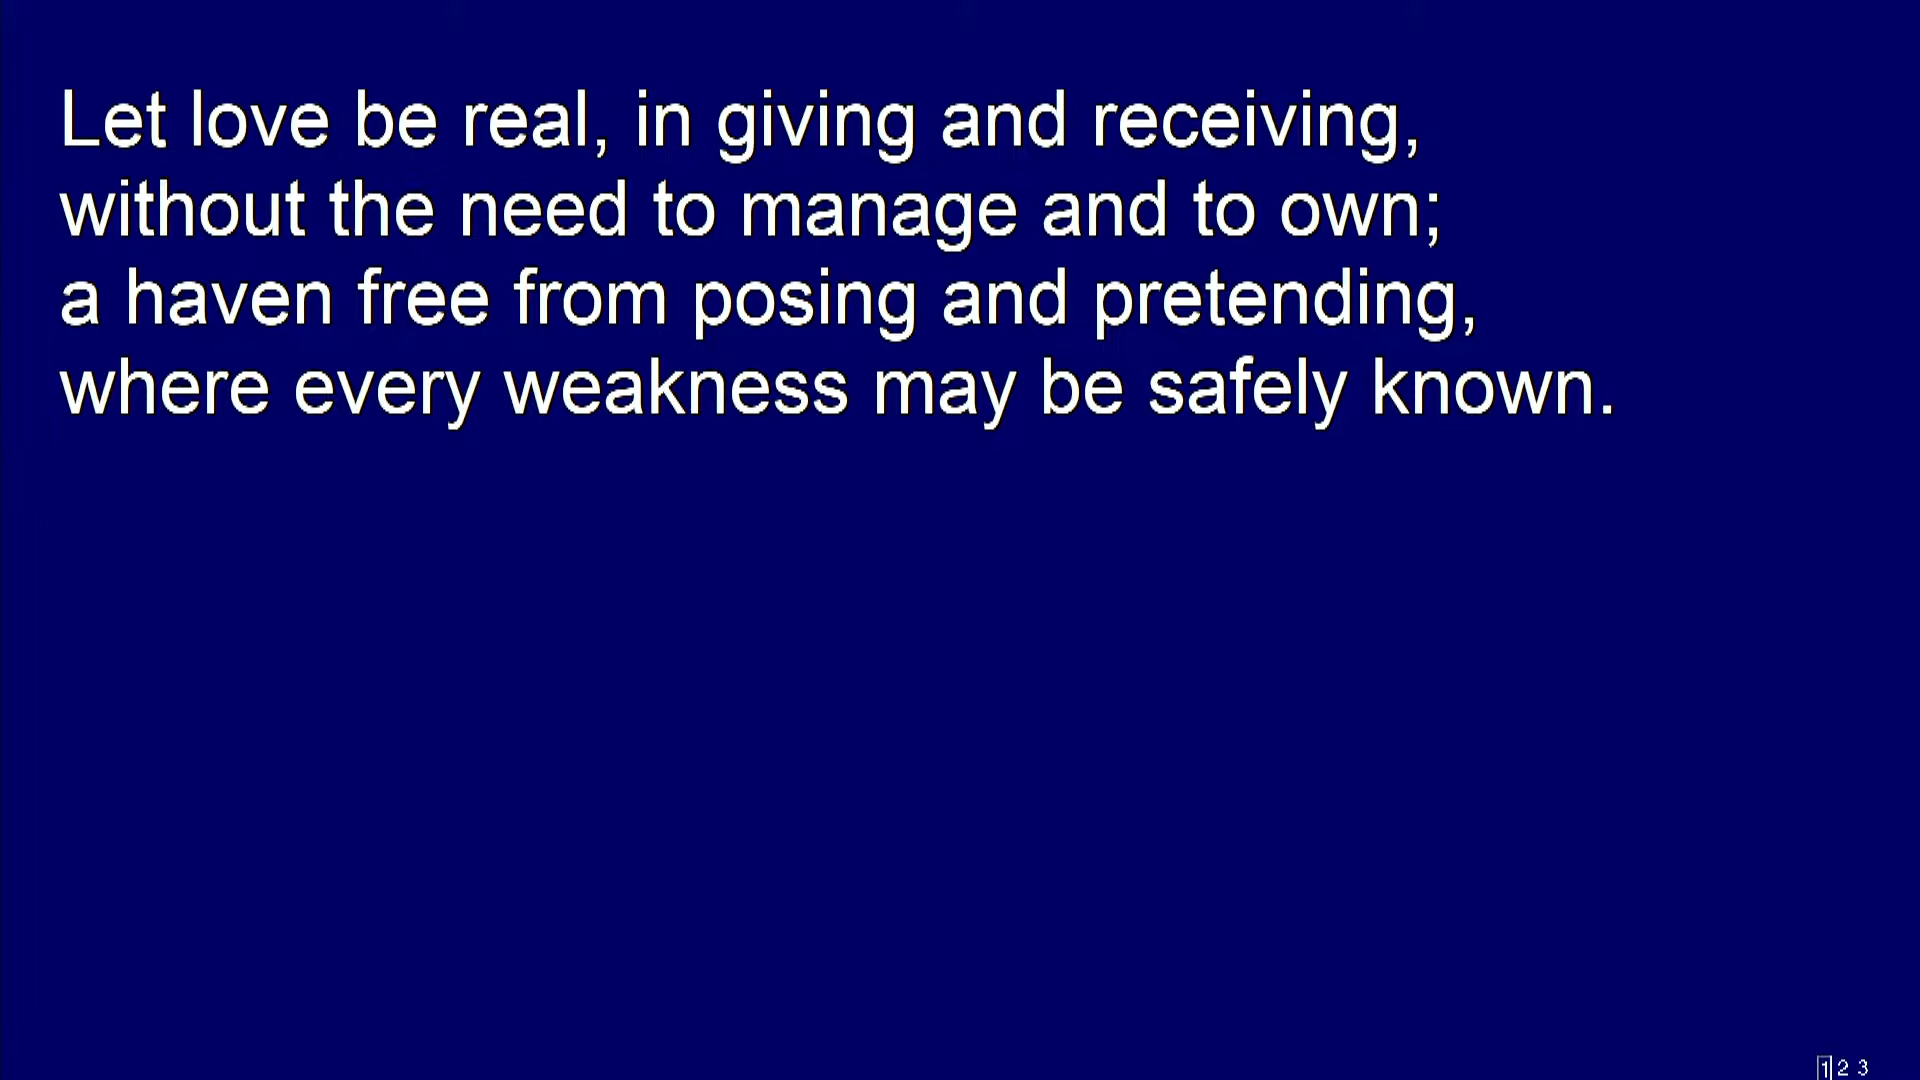 Let love be real, in giving and receiving,
without the need to manage and to own;
a haven free from posing and pretending,
where every weakness may be safely known.
1 2 3